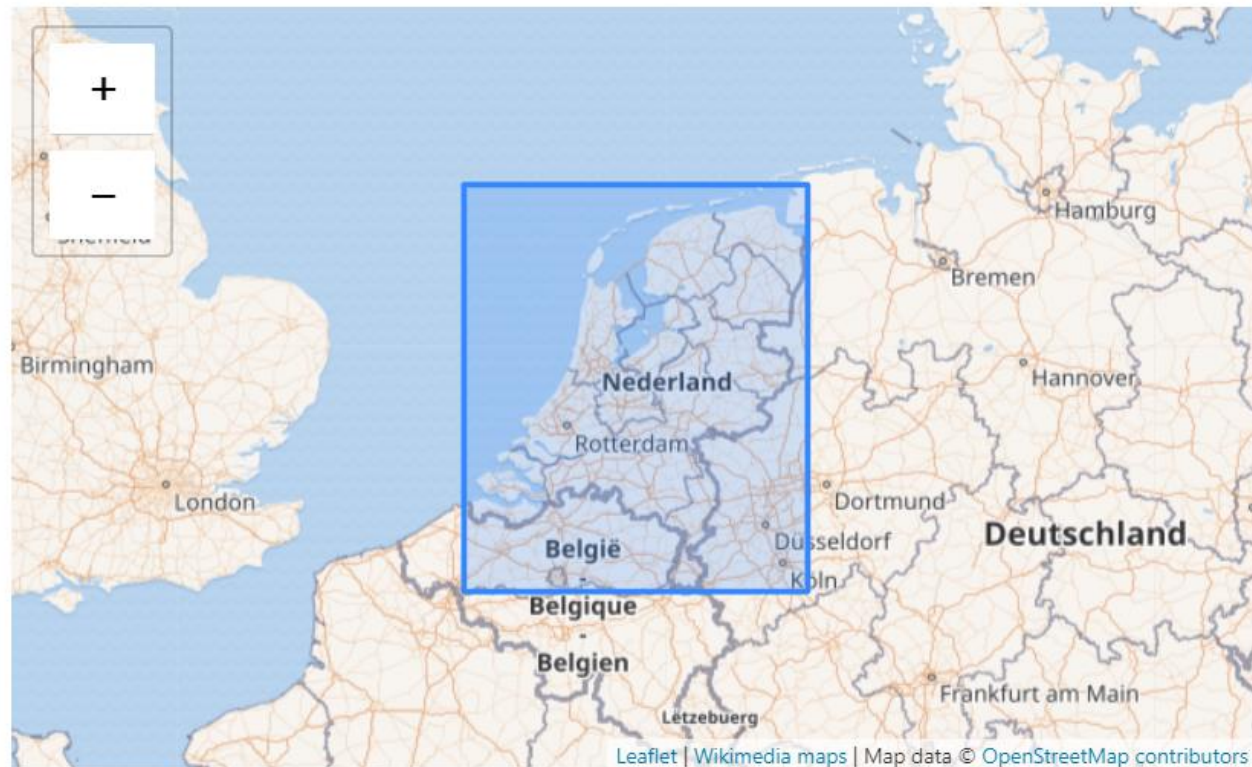 +
−
Hamburg
Bremen
Birmingham
Nederland
Hannover
Rotterdam
London
Dortmund
Deutschland
België
Düsseldorf
-
Köln
Belgique
-
Belgien
Frankfurt am Main
Lëtzebuerg
Leaflet | Wikimedia maps | Map data © OpenStreetMap contributors